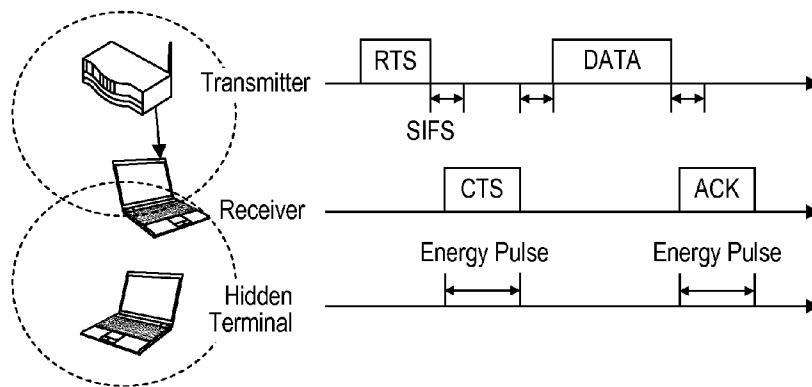 Transmitter
RTS
DATA
SIFS
Receiver
CTS
ACK
Energy Pulse
Energy Pulse
Hidden
Terminal